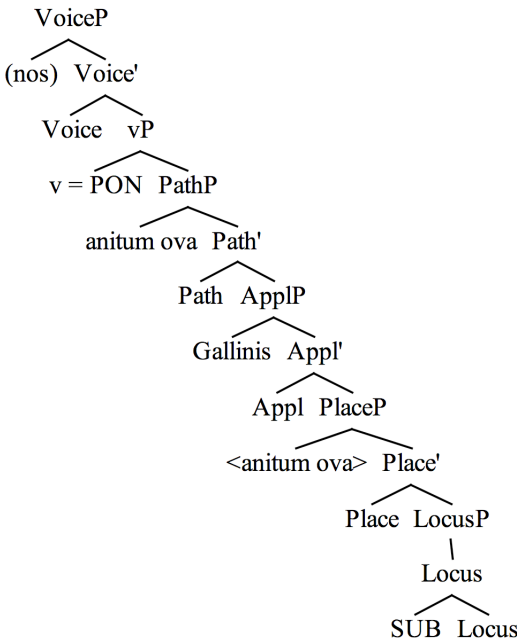 VoiceP
(nos) Voice'
Voice vP
v = PON PathP
anitum ova Path'
Path ApplP
Gallinis Appl'
Appl PlaceP
<anitum ova> Place'
Place LocusP
Locus
SUB Locus